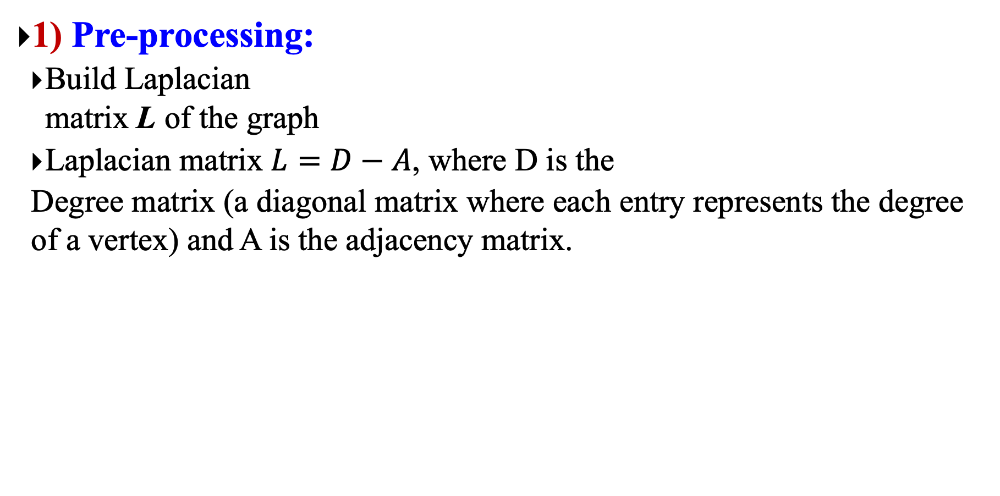 ▸1) Pre-processing:
▸Build Laplacian
matrix L of the graph
▸Laplacian matrix L = D − A, where D is the
Degree matrix (a diagonal matrix where each entry represents the degree
of a vertex) and A is the adjacency matrix.